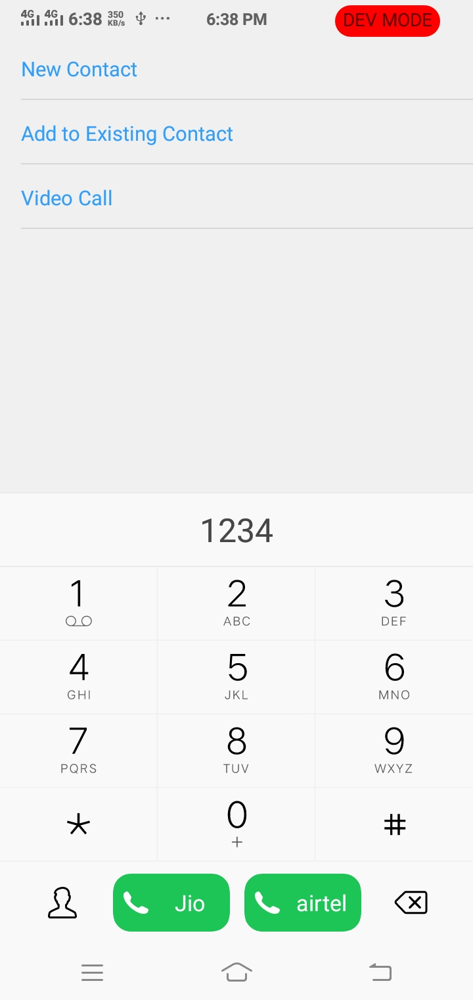 4G 4G 6:38 350 KB/s ... 6:38 PM DEV MODE
New Contact
Add to Existing Contact
Video Call
1234
1 2 3
ABC DEF
4 5 6
GHI JKL MNO
7 8 9
PQRS TUV WXYZ
* 0 #
+
Jio airtel